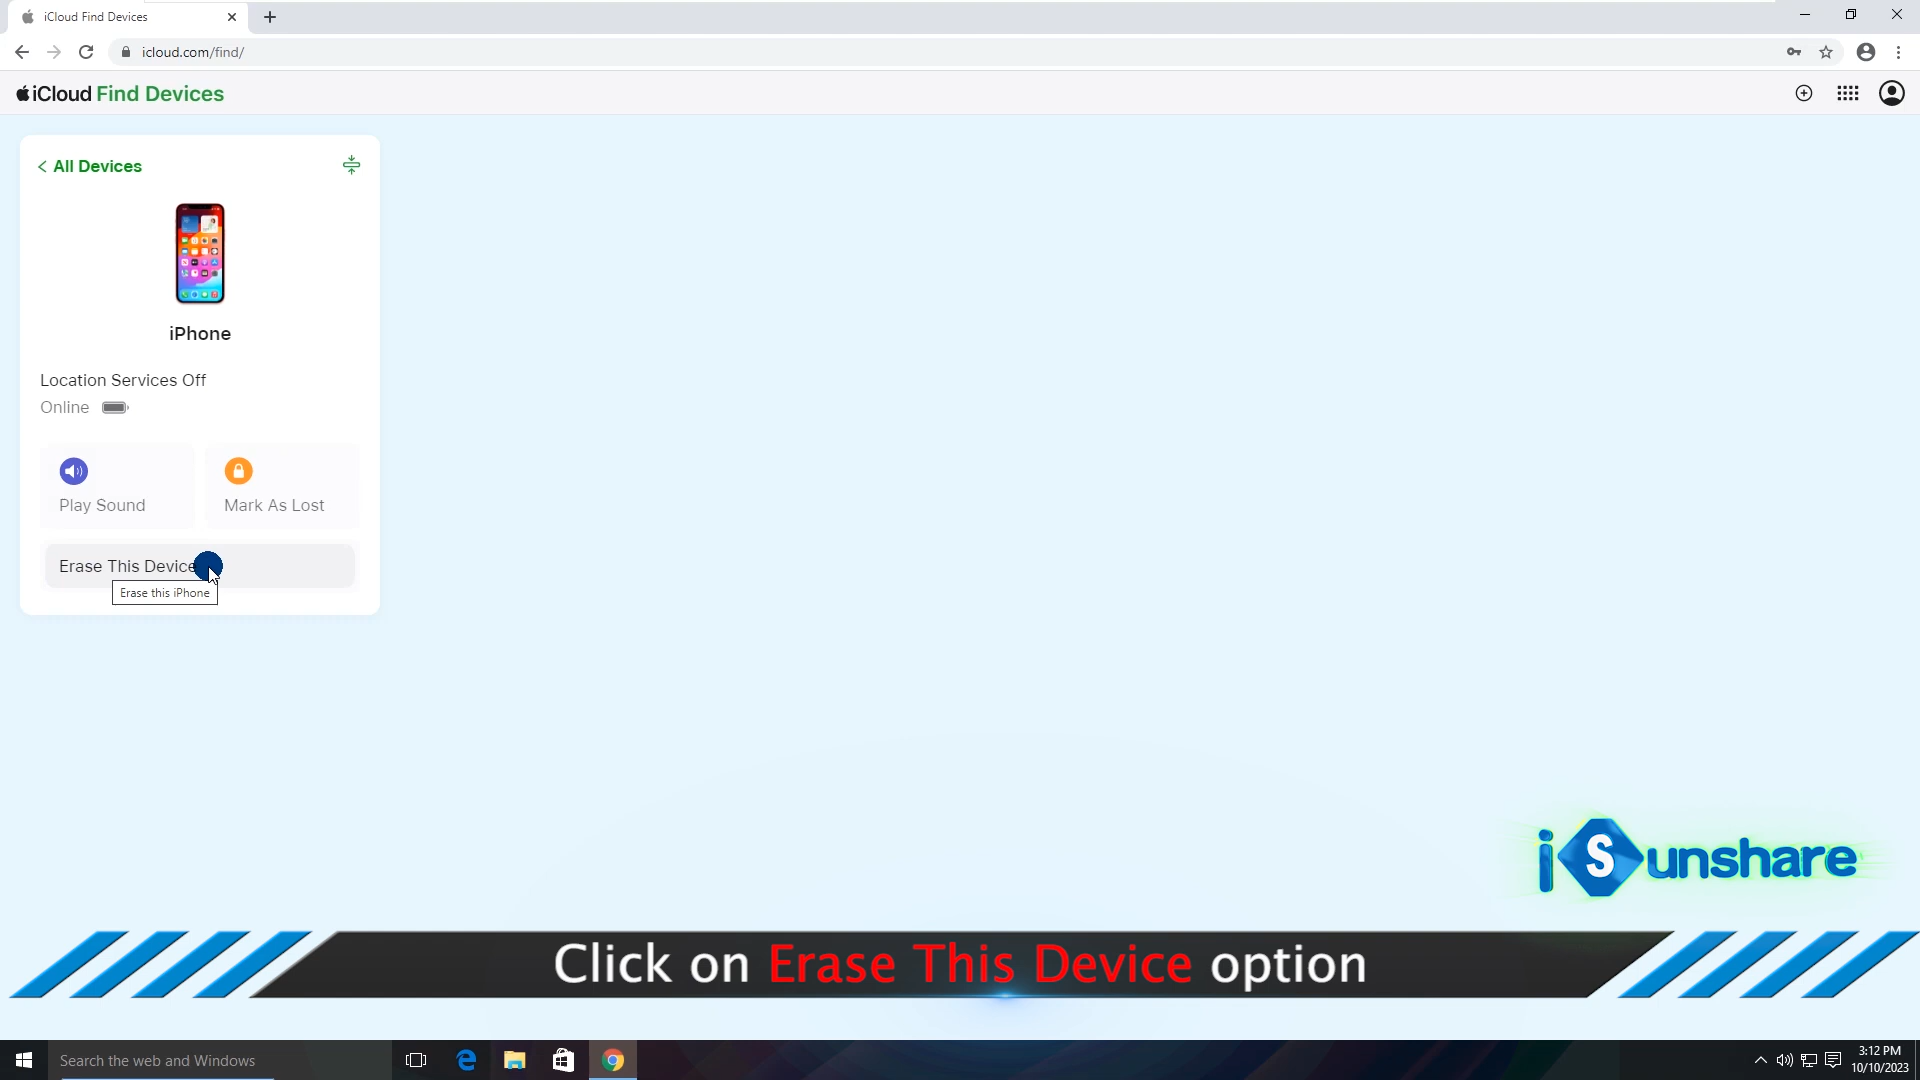 iCloud Find Devices
icloud.com/find/
iCloud Find Devices
All Devices
iPhone
Location Services Off
Online
Play Sound
Mark As Lost
Erase This Device
Erase this iPhone
iSunshare
Click on Erase This Device option
Search the web and Windows
3:12 PM
10/10/2023